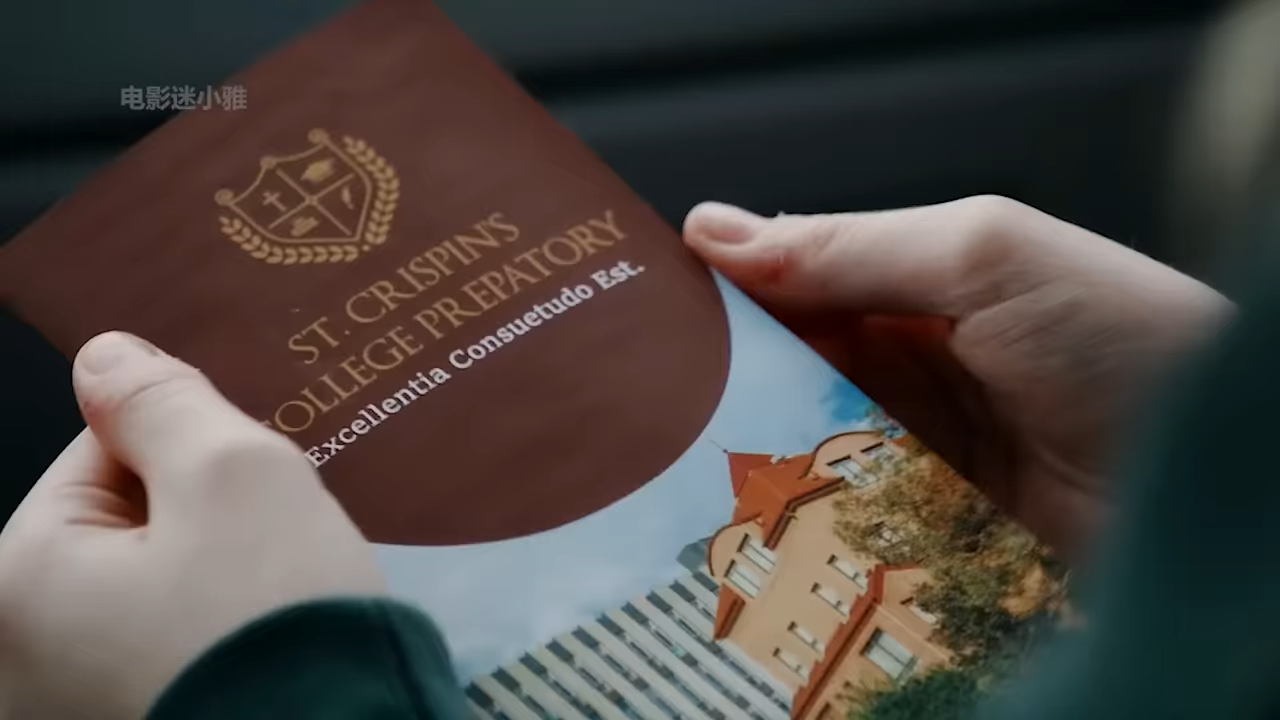 电影迷小雅
ST. CRISPIN'S
COLLEGE PREPATORY
Excellentia Consuetudo Est.